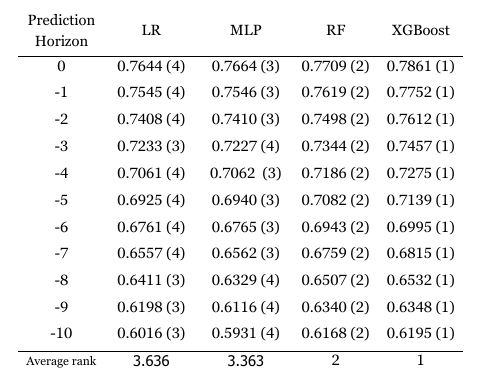 Prediction Horizon LR MLP RF XGBoost
0 0.7644 (4) 0.7664 (3) 0.7709 (2) 0.7861 (1)
-1 0.7545 (4) 0.7546 (3) 0.7619 (2) 0.7752 (1)
-2 0.7408 (4) 0.7410 (3) 0.7498 (2) 0.7612 (1)
-3 0.7233 (3) 0.7227 (4) 0.7344 (2) 0.7457 (1)
-4 0.7061 (4) 0.7062 (3) 0.7186 (2) 0.7275 (1)
-5 0.6925 (4) 0.6940 (3) 0.7082 (2) 0.7139 (1)
-6 0.6761 (4) 0.6765 (3) 0.6943 (2) 0.6995 (1)
-7 0.6557 (4) 0.6562 (3) 0.6759 (2) 0.6815 (1)
-8 0.6411 (3) 0.6329 (4) 0.6507 (2) 0.6532 (1)
-9 0.6198 (3) 0.6116 (4) 0.6340 (2) 0.6348 (1)
-10 0.6016 (3) 0.5931 (4) 0.6168 (2) 0.6195 (1)
Average rank 3.636 3.363 2 1